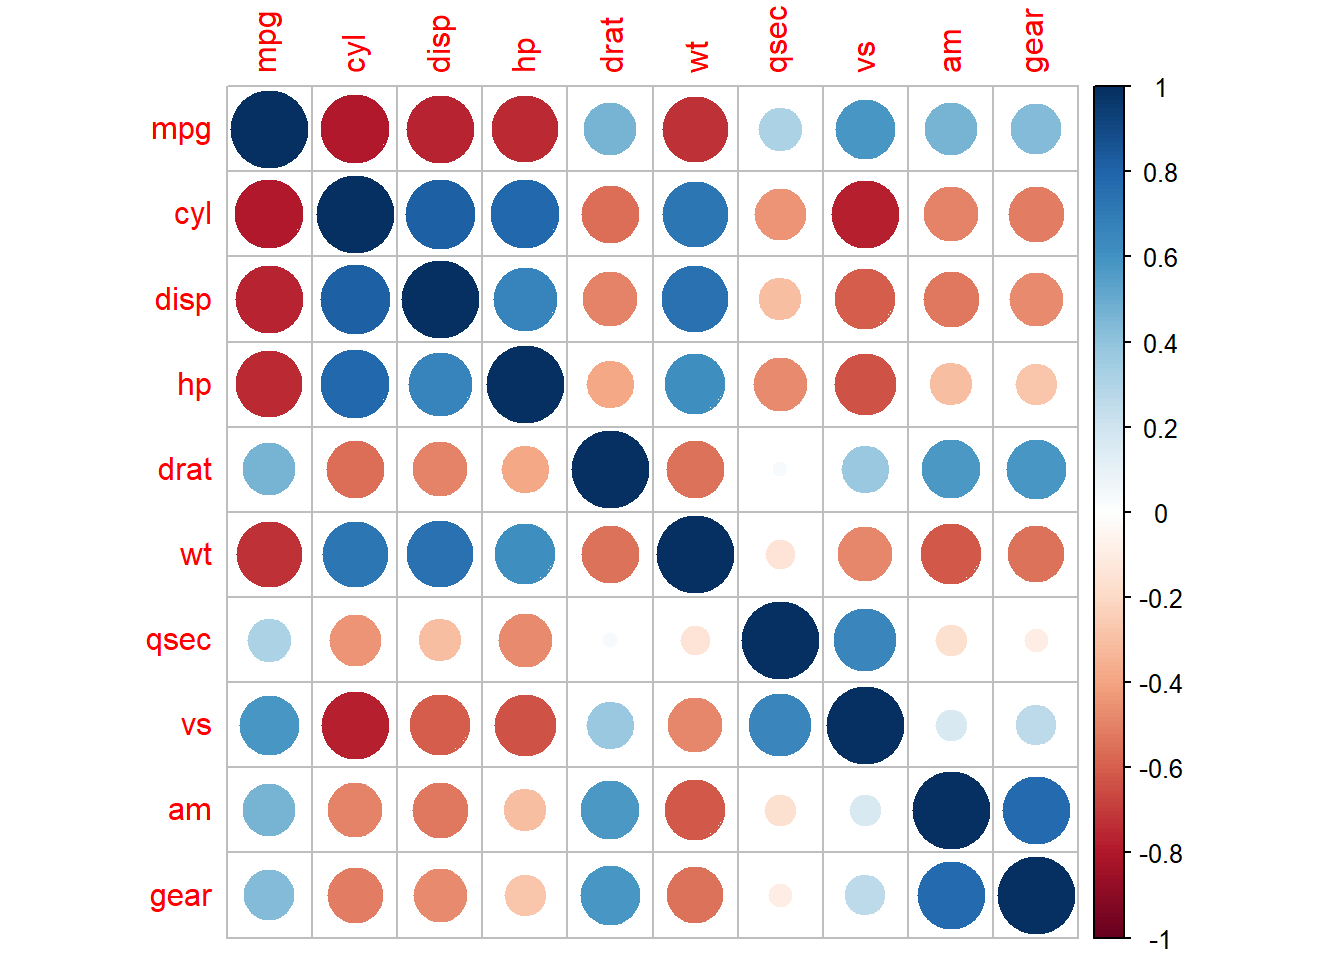 mpg cyl disp hp drat wt qsec vs am gear
mpg
cyl
disp
hp
drat
wt
qsec
vs
am
gear
1
0.8
0.6
0.4
0.2
0
-0.2
-0.4
-0.6
-0.8
-1